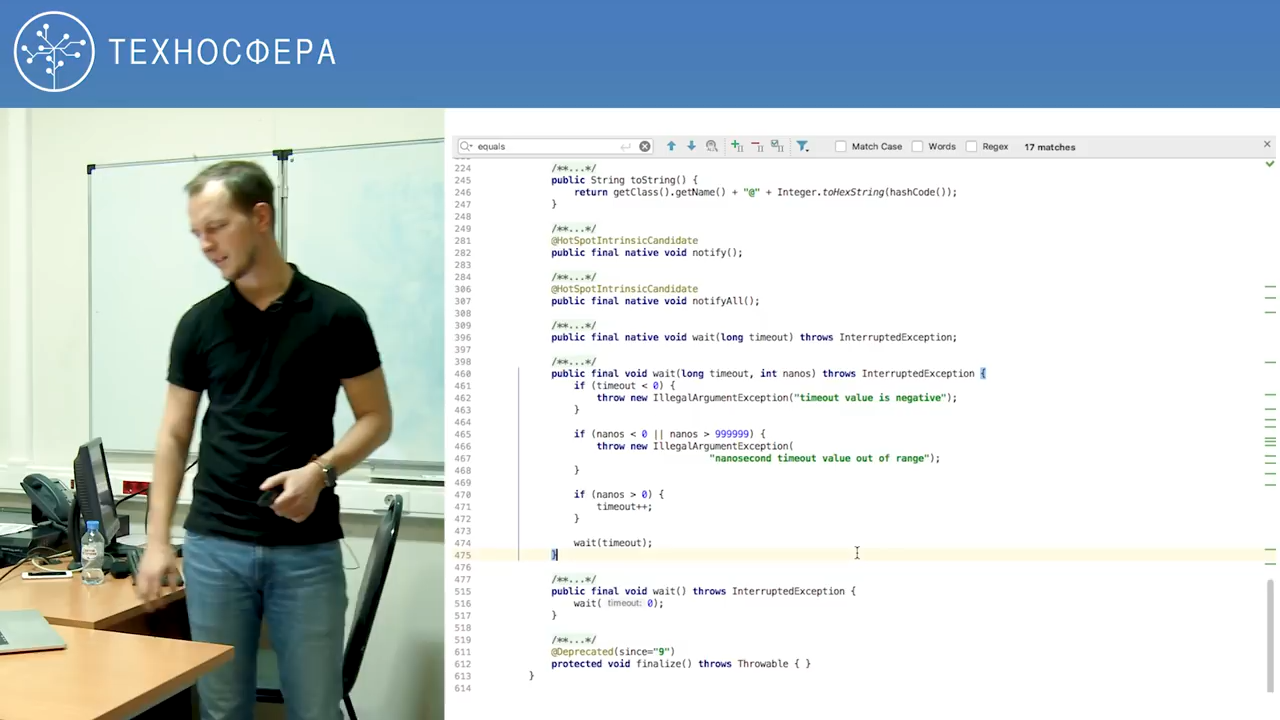 ТЕХНОСФЕРА
equals
Match Case
Words
Regex
17 matches
224 /**...*/
245 public String toString() {
246 return getClass().getName() + "@" + Integer.toHexString(hashCode());
247 }
248
249 /**...*/
281 @HotSpotIntrinsicCandidate
282 public final native void notify();
283
284 /**...*/
306 @HotSpotIntrinsicCandidate
307 public final native void notifyAll();
308
309 /**...*/
396 public final native void wait(long timeout) throws InterruptedException;
397
398 /**...*/
460 public final void wait(long timeout, int nanos) throws InterruptedException {
461 if (timeout < 0) {
462 throw new IllegalArgumentException("timeout value is negative");
463 }
464
465 if (nanos < 0 || nanos > 999999) {
466 throw new IllegalArgumentException(
467 "nanosecond timeout value out of range");
468 }
469
470 if (nanos > 0) {
471 timeout++;
472 }
473
474 wait(timeout);
475 }
476
477 /**...*/
515 public final void wait() throws InterruptedException {
516 wait( timeout: 0);
517 }
518
519 /**...*/
611 @Deprecated(since="9")
612 protected void finalize() throws Throwable { }
613 }
614